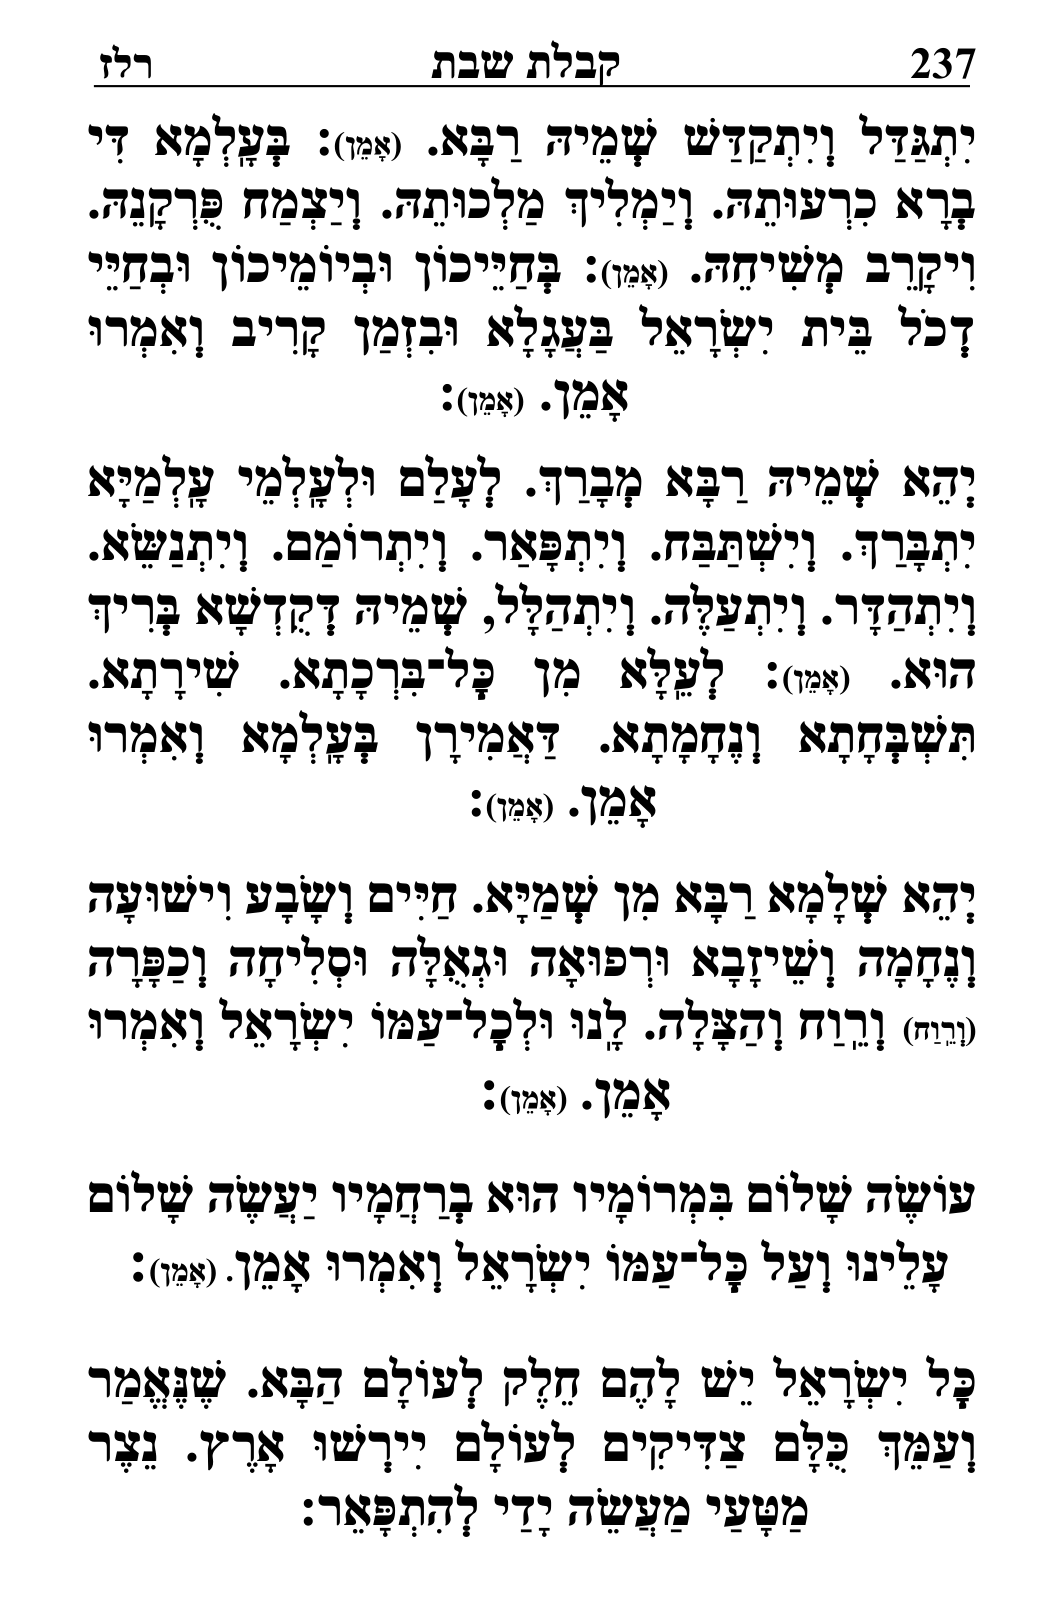 237 קבלת שבת רלז
יִתְגַּדַּל וְיִתְקַדַּשׁ שְׁמֵיהּ רַבָּא. (אָמֵן): בְּעָלְמָא דִּי
בְרָא כִרְעוּתֵהּ. וְיַמְלִיךְ מַלְכוּתֵהּ. וְיַצְמַח פֻּרְקָנֵהּ.
וִיקָרֵב מְשִׁיחֵהּ. (אָמֵן): בְּחַיֵּיכוֹן וּבְיוֹמֵיכוֹן וּבְחַיֵּי
דְכֹל בֵּית יִשְׂרָאֵל בַּעֲגָלָא וּבִזְמַן קָרִיב וְאִמְרוּ
אָמֵן. (אָמֵן):
יְהֵא שְׁמֵיהּ רַבָּא מְבָרַךְ. לְעָלַם וּלְעָלְמֵי עָלְמַיָּא
יִתְבָּרַךְ. וְיִשְׁתַּבַּח. וְיִתְפָּאַר. וְיִתְרוֹמַם. וְיִתְנַשֵּׂא.
וְיִתְהַדָּר. וְיִתְעַלֶּה. וְיִתְהַלָּל, שְׁמֵיהּ דְּקֻדְשָׁא בְּרִיךְ
הוּא. (אָמֵן): לְעֵלָּא מִן כָּל־בִּרְכָתָא. שִׁירָתָא.
תִּשְׁבְּחָתָא וְנֶחָמָתָא. דַּאֲמִירָן בְּעָלְמָא וְאִמְרוּ
אָמֵן. (אָמֵן):
יְהֵא שְׁלָמָא רַבָּא מִן שְׁמַיָּא. חַיִּים וְשָׂבָע וִישׁוּעָה
וְנֶחָמָה וְשֵׁיזָבָא וּרְפוּאָה וּגְאֻלָּה וּסְלִיחָה וְכַפָּרָה
(וְרֵוַח) וְרֵוַח וְהַצָּלָה. לָנוּ וּלְכָל־עַמּוֹ יִשְׂרָאֵל וְאִמְרוּ
אָמֵן. (אָמֵן):
עוֹשֶׂה שָׁלוֹם בִּמְרוֹמָיו הוּא בְרַחֲמָיו יַעֲשֶׂה שָׁלוֹם
עָלֵינוּ וְעַל כָּל־עַמּוֹ יִשְׂרָאֵל וְאִמְרוּ אָמֵן. (אָמֵן):
כָּל יִשְׂרָאֵל יֵשׁ לָהֶם חֵלֶק לְעוֹלָם הַבָּא. שֶׁנֶּאֱמַר
וְעַמֵּךְ כֻּלָּם צַדִּיקִים לְעוֹלָם יִירְשׁוּ אָרֶץ. נֵצֶר
מַטָּעַי מַעֲשֵׂה יָדַי לְהִתְפָּאֵר: